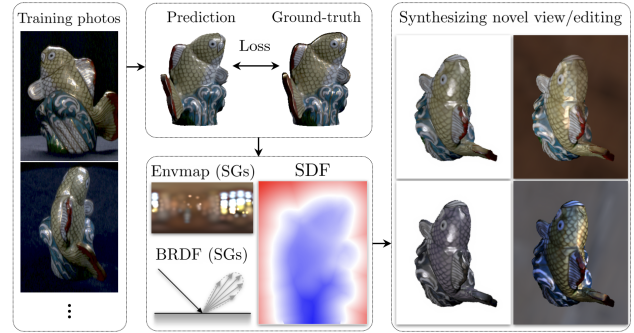 Training photos
Prediction
Ground-truth
Loss
Envmap (SGs)
SDF
BRDF (SGs)
Synthesizing novel view/editing